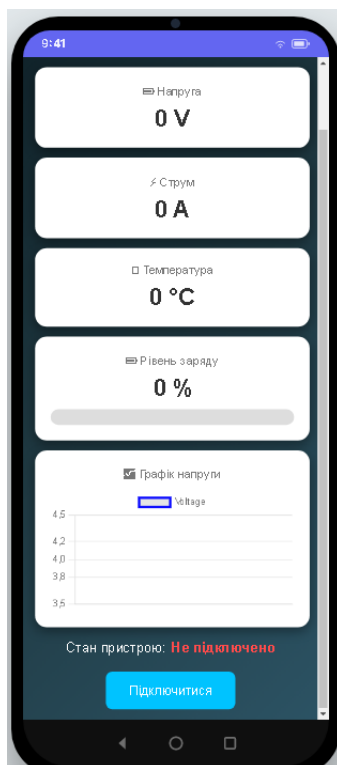 9:41
Напруга
0 V
Струм
0 A
Температура
0 °C
Рівень заряду
0 %
Графік напруги
Voltage
4,5
4,2
4,0
3,8
3,5
Стан пристрою: Не підключено
Підключитися